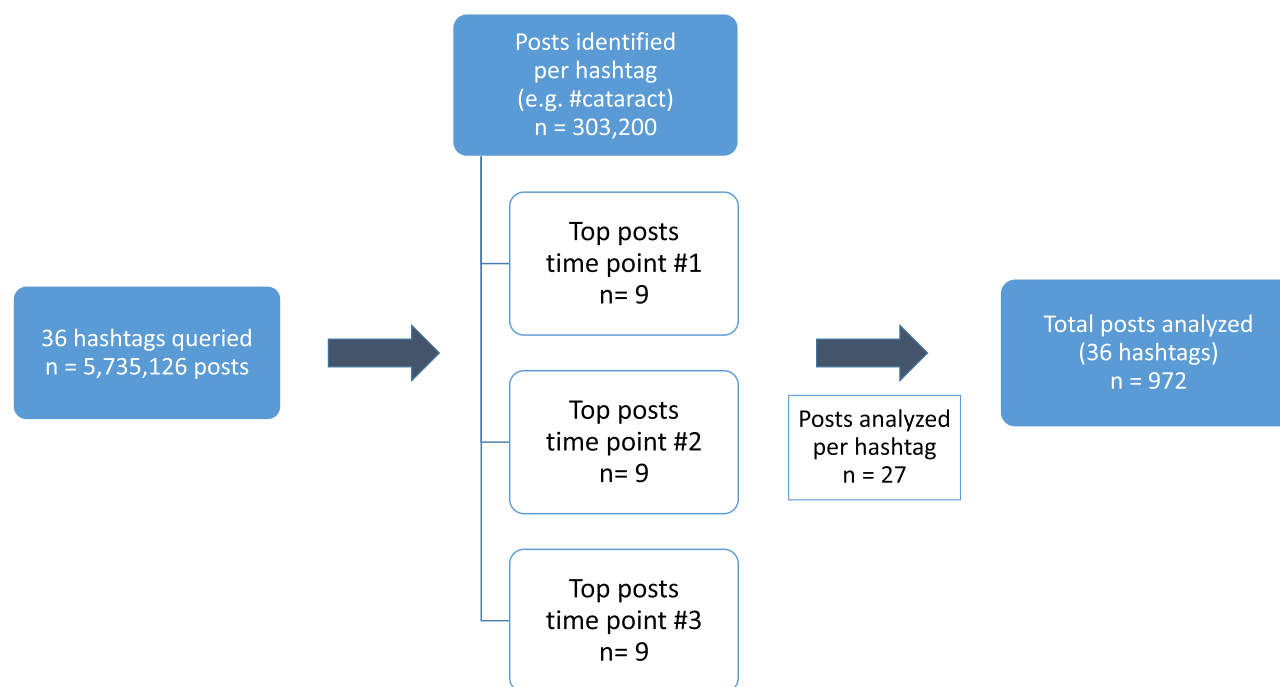 36 hashtags queried
n = 5,735,126 posts
Posts identified
per hashtag
(e.g. #cataract)
n = 303,200
Top posts
time point #1
n= 9
Top posts
time point #2
n= 9
Top posts
time point #3
n= 9
Posts analyzed
per hashtag
n = 27
Total posts analyzed
(36 hashtags)
n = 972